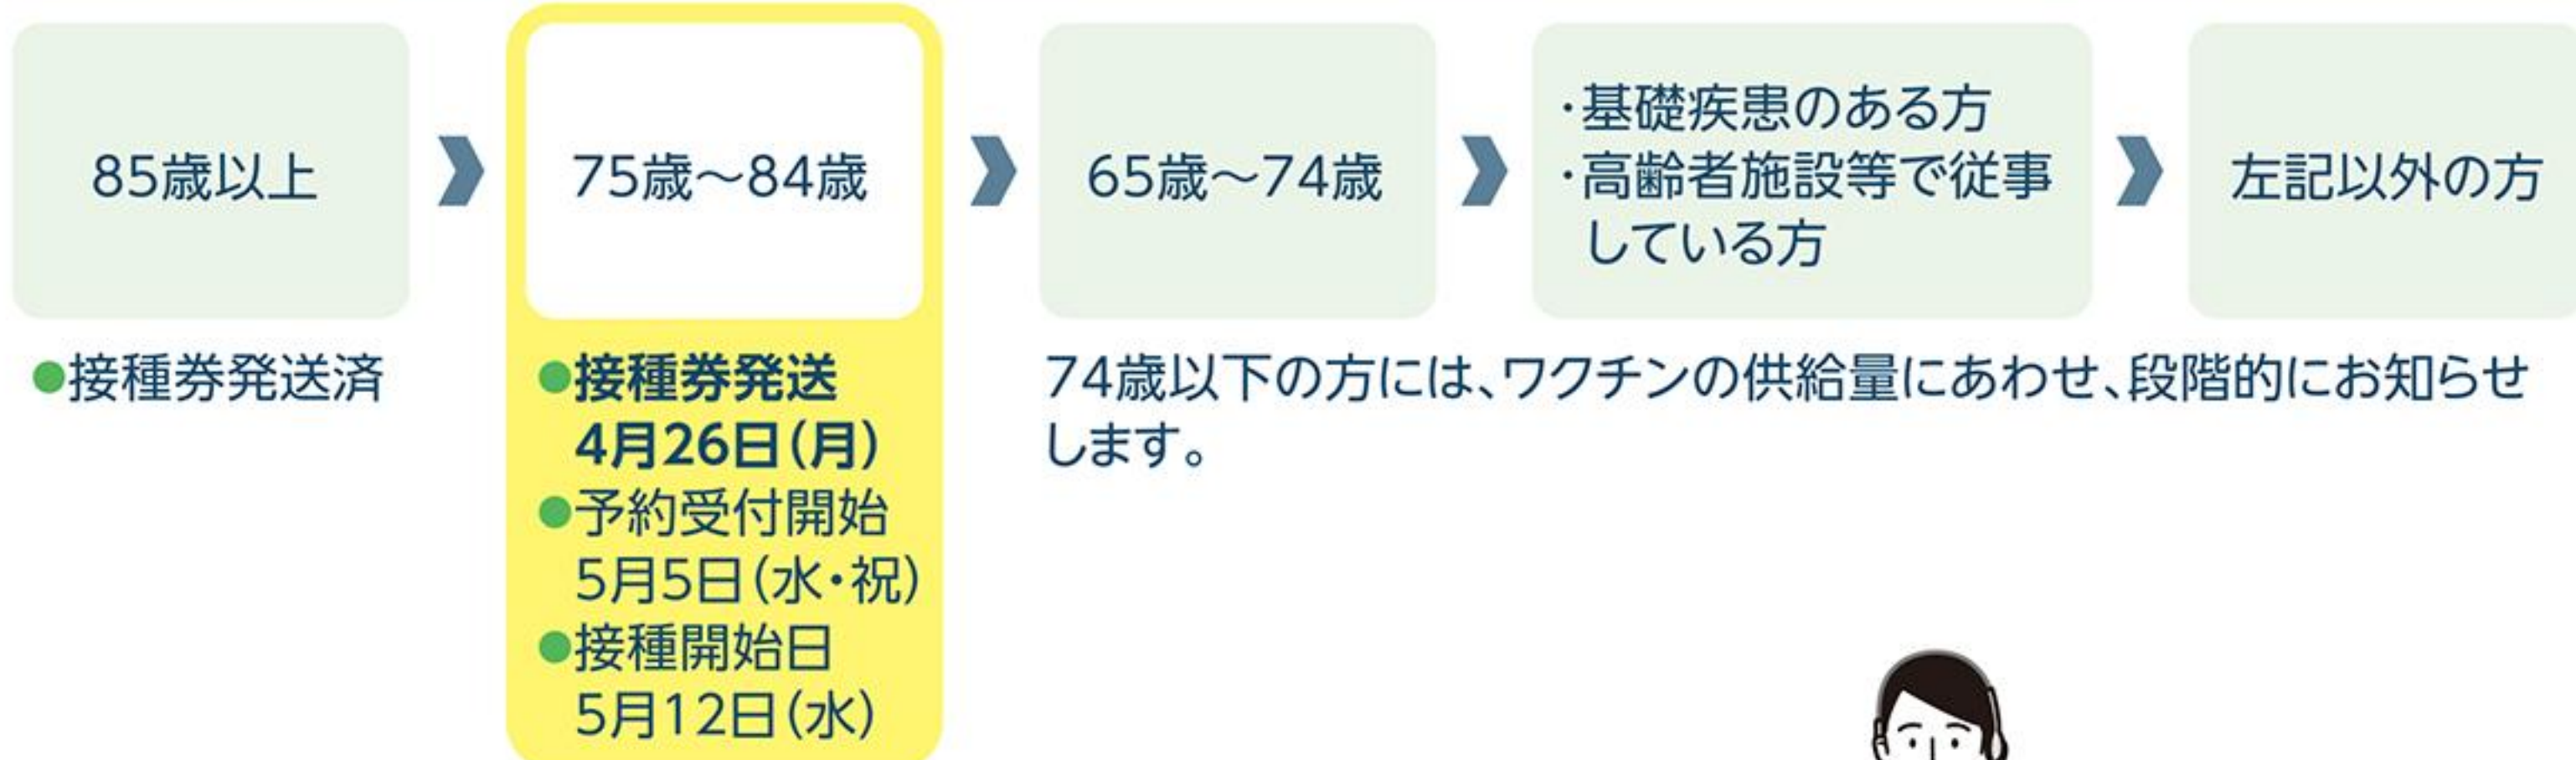 85歳以上
75歳～84歳
65歳～74歳
・基礎疾患のある方
・高齢者施設等で従事
している方
左記以外の方
●接種券発送済
●接種券発送
4月26日（月）
●予約受付開始
5月5日（水・祝）
●接種開始日
5月12日（水）
74歳以下の方には、ワクチンの供給量にあわせ、段階的にお知らせ
します。